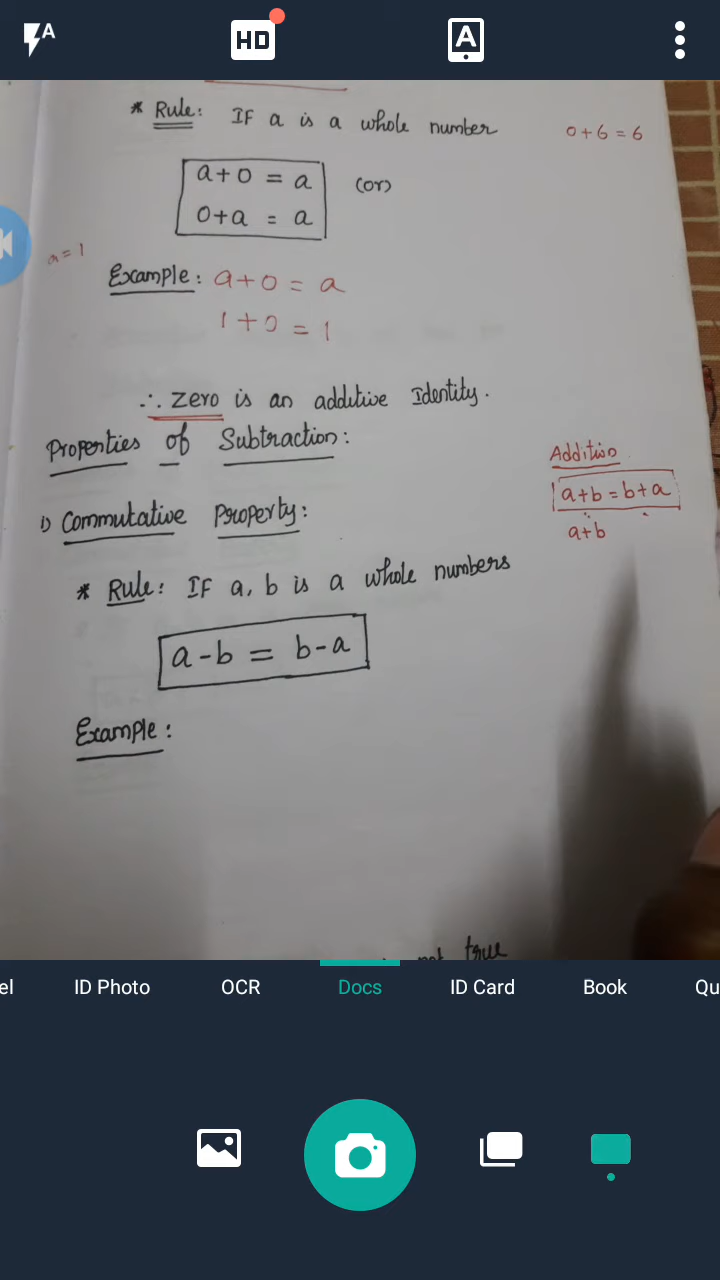 A
HD
A
* Rule: IF a is a whole number
0+6=6
a+0 = a (or)
0+a = a
a=1
Example: a+0 = a
1+0 = 1
∴ Zero is an additive Identity.
Properties of Subtraction:
Additio
a+b=b+a
a+b
1) Commutative Property:
* Rule: IF a, b is a whole numbers
a-b = b-a
Example:
true
ID Photo
OCR
Docs
ID Card
Book